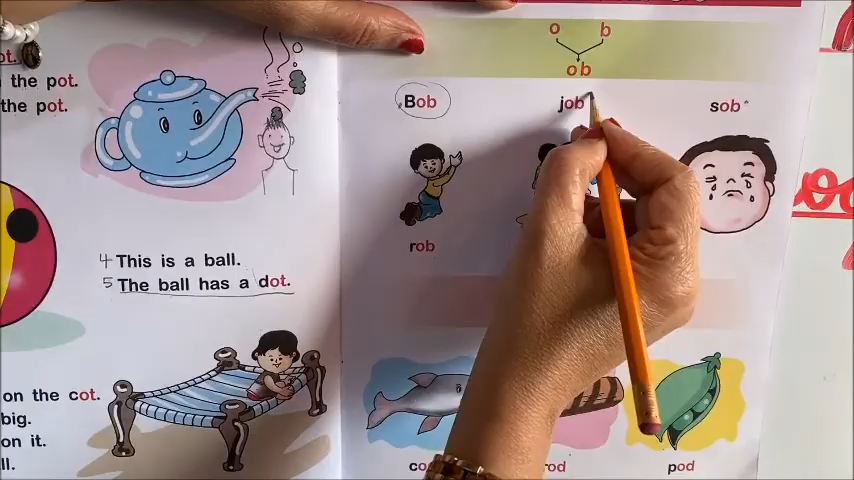 ot.
the pot.
the pot.
4 This is a ball.
5 The ball has a dot.
on the cot.
big.
on it.
o b
ob
Bob job sob
rob
rod pod